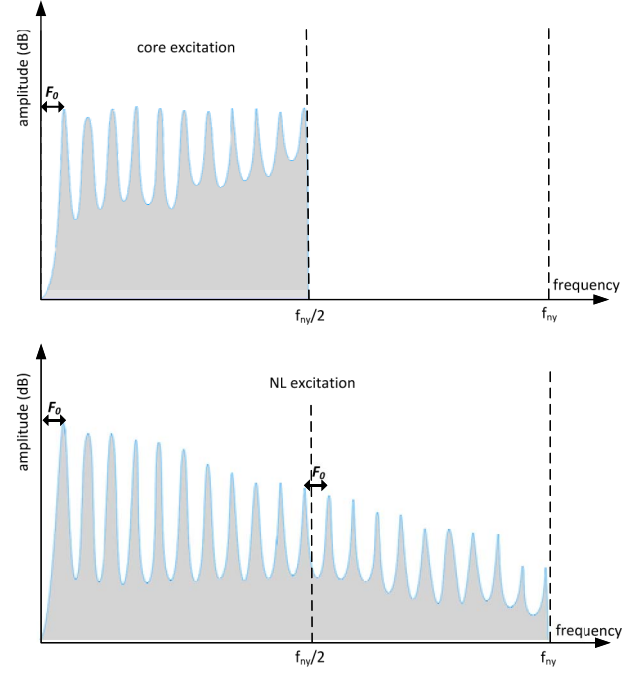 core excitation
amplitude (dB)
F0
frequency
fny/2
fny
NL excitation
amplitude (dB)
F0
F0
frequency
fny/2
fny